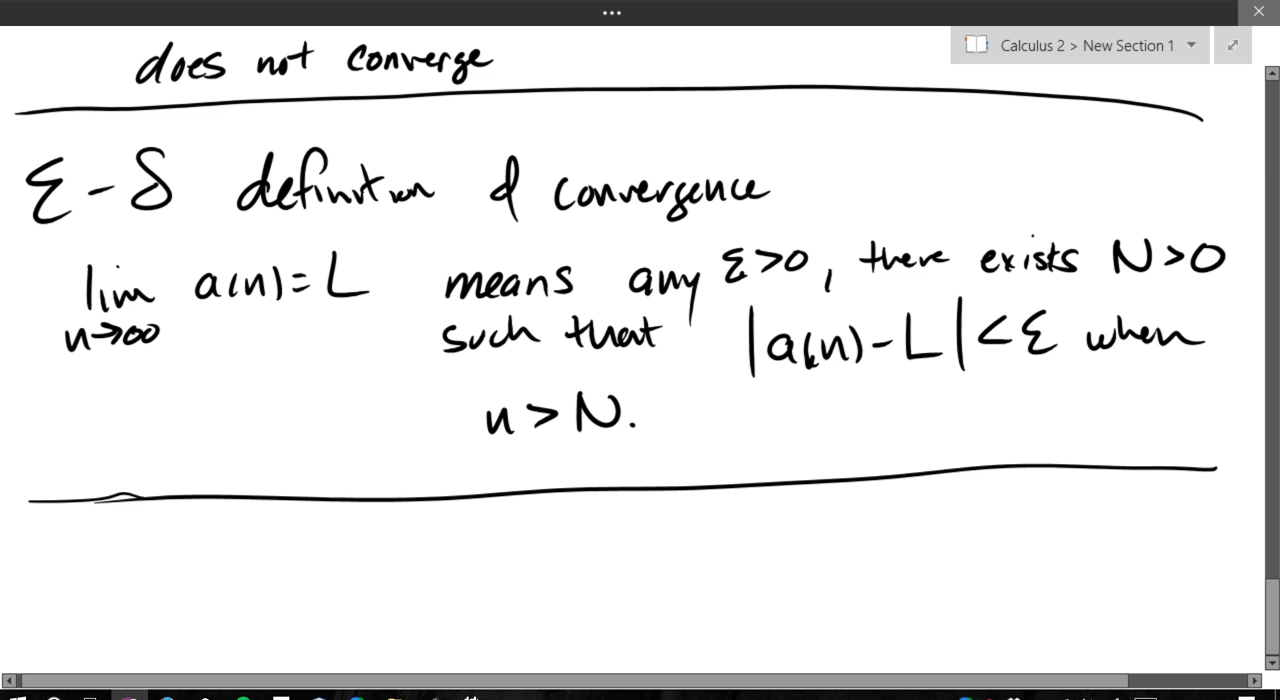 ...
Calculus 2 > New Section 1
does not converge
ε-δ definition of convergence
lim a(n) = L means any ε>0, there exists N>0
n→∞ such that |a(n)-L|<ε when
n>N.